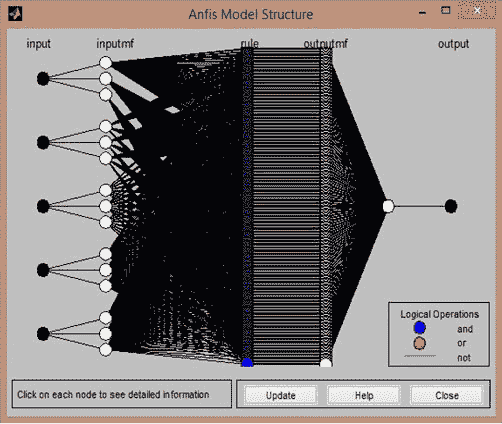 Anfis Model Structure
input inputmf rule outputmf output
Logical Operations
and
or
not
Click on each node to see detailed information
Update Help Close